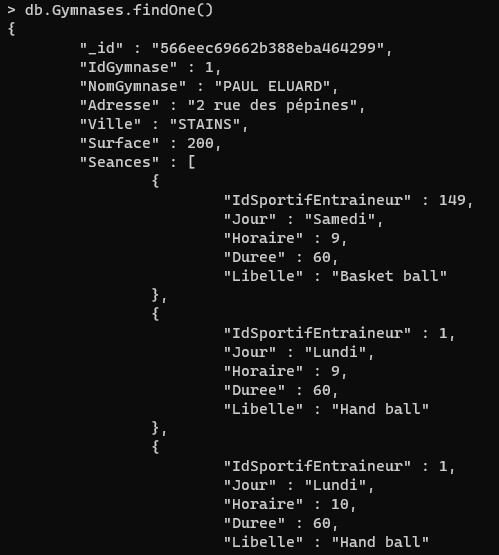 > db.Gymnases.findOne()
{
"_id" : "566eec69662b388eba464299",
"IdGymnase" : 1,
"NomGymnase" : "PAUL ELUARD",
"Adresse" : "2 rue des pépines",
"Ville" : "STAINS",
"Surface" : 200,
"Seances" : [
{
"IdSportifEntraineur" : 149,
"Jour" : "Samedi",
"Horaire" : 9,
"Duree" : 60,
"Libelle" : "Basket ball"
},
{
"IdSportifEntraineur" : 1,
"Jour" : "Lundi",
"Horaire" : 9,
"Duree" : 60,
"Libelle" : "Hand ball"
},
{
"IdSportifEntraineur" : 1,
"Jour" : "Lundi",
"Horaire" : 10,
"Duree" : 60,
"Libelle" : "Hand ball"